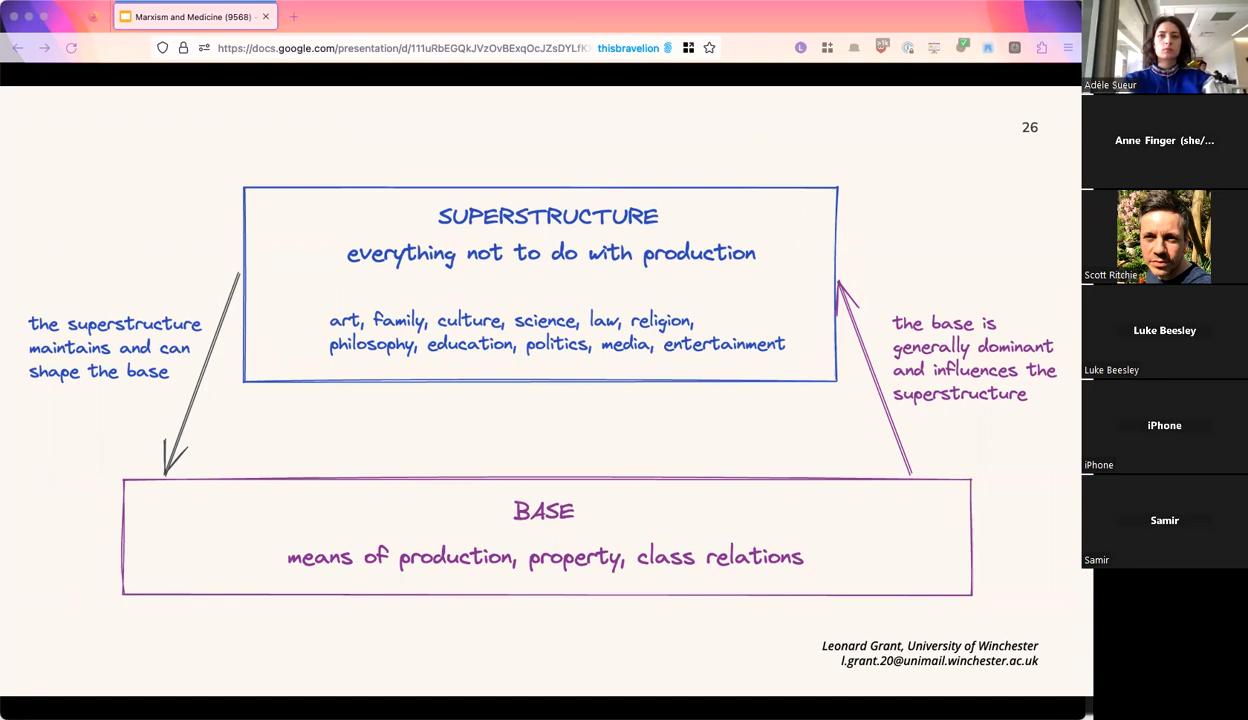 Marxism and Medicine (9568) -
https://docs.google.com/presentation/d/111uRbEGQkJVzOvBExqOcJZsDYLfK
thisbravelion
26
SUPERSTRUCTURE
everything not to do with production
art, family, culture, science, law, religion,
philosophy, education, politics, media, entertainment
the superstructure
maintains and can
shape the base
the base is
generally dominant
and influences the
superstructure
BASE
means of production, property, class relations
Leonard Grant, University of Winchester
l.grant.20@unimail.winchester.ac.uk
Adèle Sueur
Anne Finger (she/...
Scott Ritchie
Luke Beesley
Luke Beesley
iPhone
iPhone
Samir
Samir